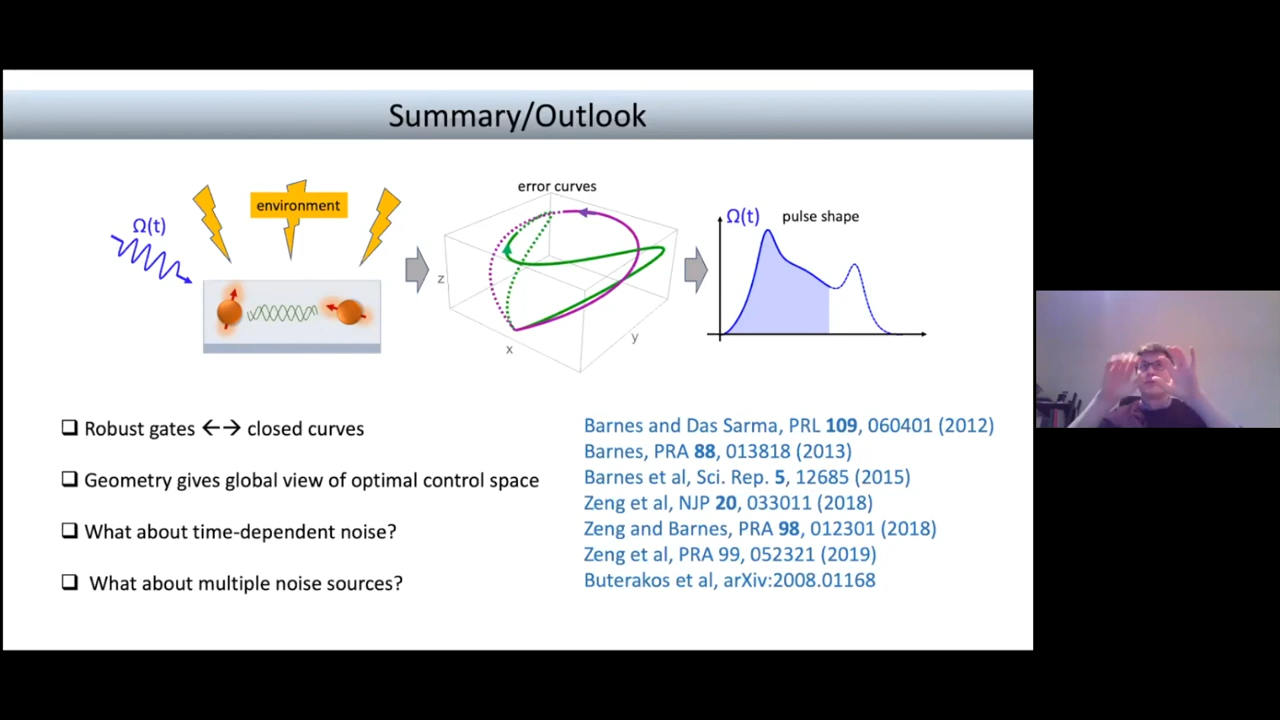 Summary/Outlook
Ω(t)
environment
error curves
z
x
y
Ω(t) pulse shape
❑ Robust gates ←→ closed curves
❑ Geometry gives global view of optimal control space
❑ What about time-dependent noise?
❑ What about multiple noise sources?
Barnes and Das Sarma, PRL 109, 060401 (2012)
Barnes, PRA 88, 013818 (2013)
Barnes et al, Sci. Rep. 5, 12685 (2015)
Zeng et al, NJP 20, 033011 (2018)
Zeng and Barnes, PRA 98, 012301 (2018)
Zeng et al, PRA 99, 052321 (2019)
Buterakos et al, arXiv:2008.01168